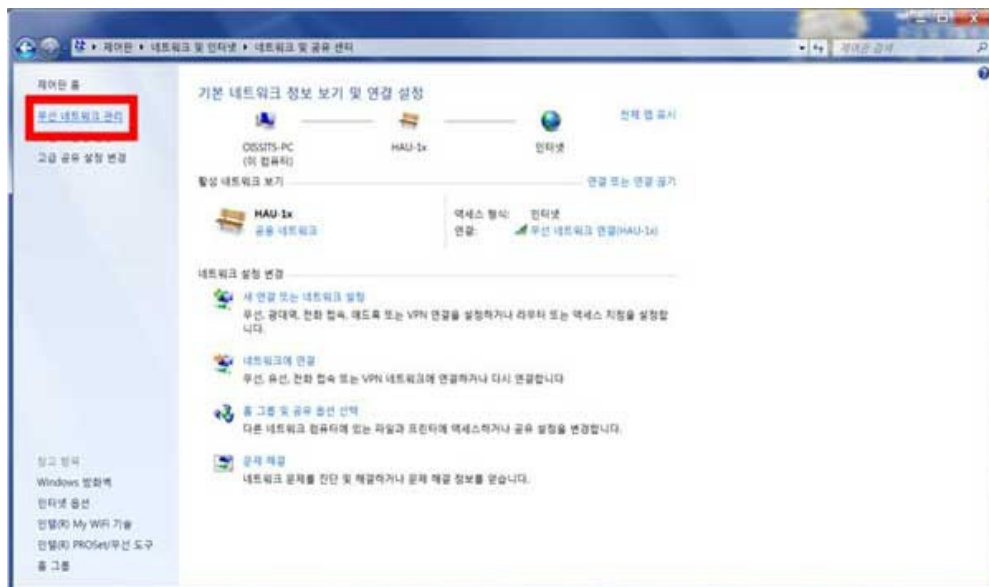 제어판 ▸ 네트워크 및 인터넷 ▸ 네트워크 및 공유 센터
제어판 검색
제어판 홈
무선 네트워크 관리
고급 공유 설정 변경
기본 네트워크 정보 보기 및 연결 설정
전체 맵 표시
OISSITS-PC
(이 컴퓨터)
HAU-1x
인터넷
활성 네트워크 보기
연결 또는 연결 끊기
HAU-1x
공용 네트워크
액세스 형식: 인터넷
연결: 무선 네트워크 연결(HAU-1x)
네트워크 설정 변경
새 연결 또는 네트워크 설정
무선, 광대역, 전화 접속, 애드혹 또는 VPN 연결을 설정하거나 라우터 또는 액세스 지점을 설정합
니다.
네트워크에 연결
무선, 유선, 전화 접속 또는 VPN 네트워크에 연결하거나 다시 연결합니다.
홈 그룹 및 공유 옵션 선택
다른 네트워크 컴퓨터에 있는 파일과 프린터에 액세스하거나 공유 설정을 변경합니다.
문제 해결
네트워크 문제를 진단 및 해결하거나 문제 해결 정보를 얻습니다.
참고 항목
Windows 방화벽
인터넷 옵션
인텔(R) My WiFi 기술
인텔(R) PROSet/무선 도구
홈 그룹